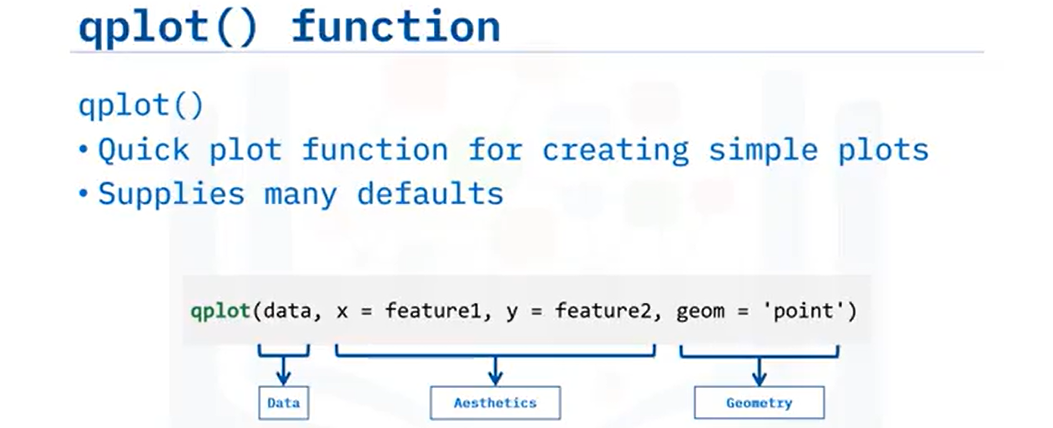 qplot() function
qplot()
• Quick plot function for creating simple plots
• Supplies many defaults
qplot(data, x = feature1, y = feature2, geom = 'point')
Data
Aesthetics
Geometry